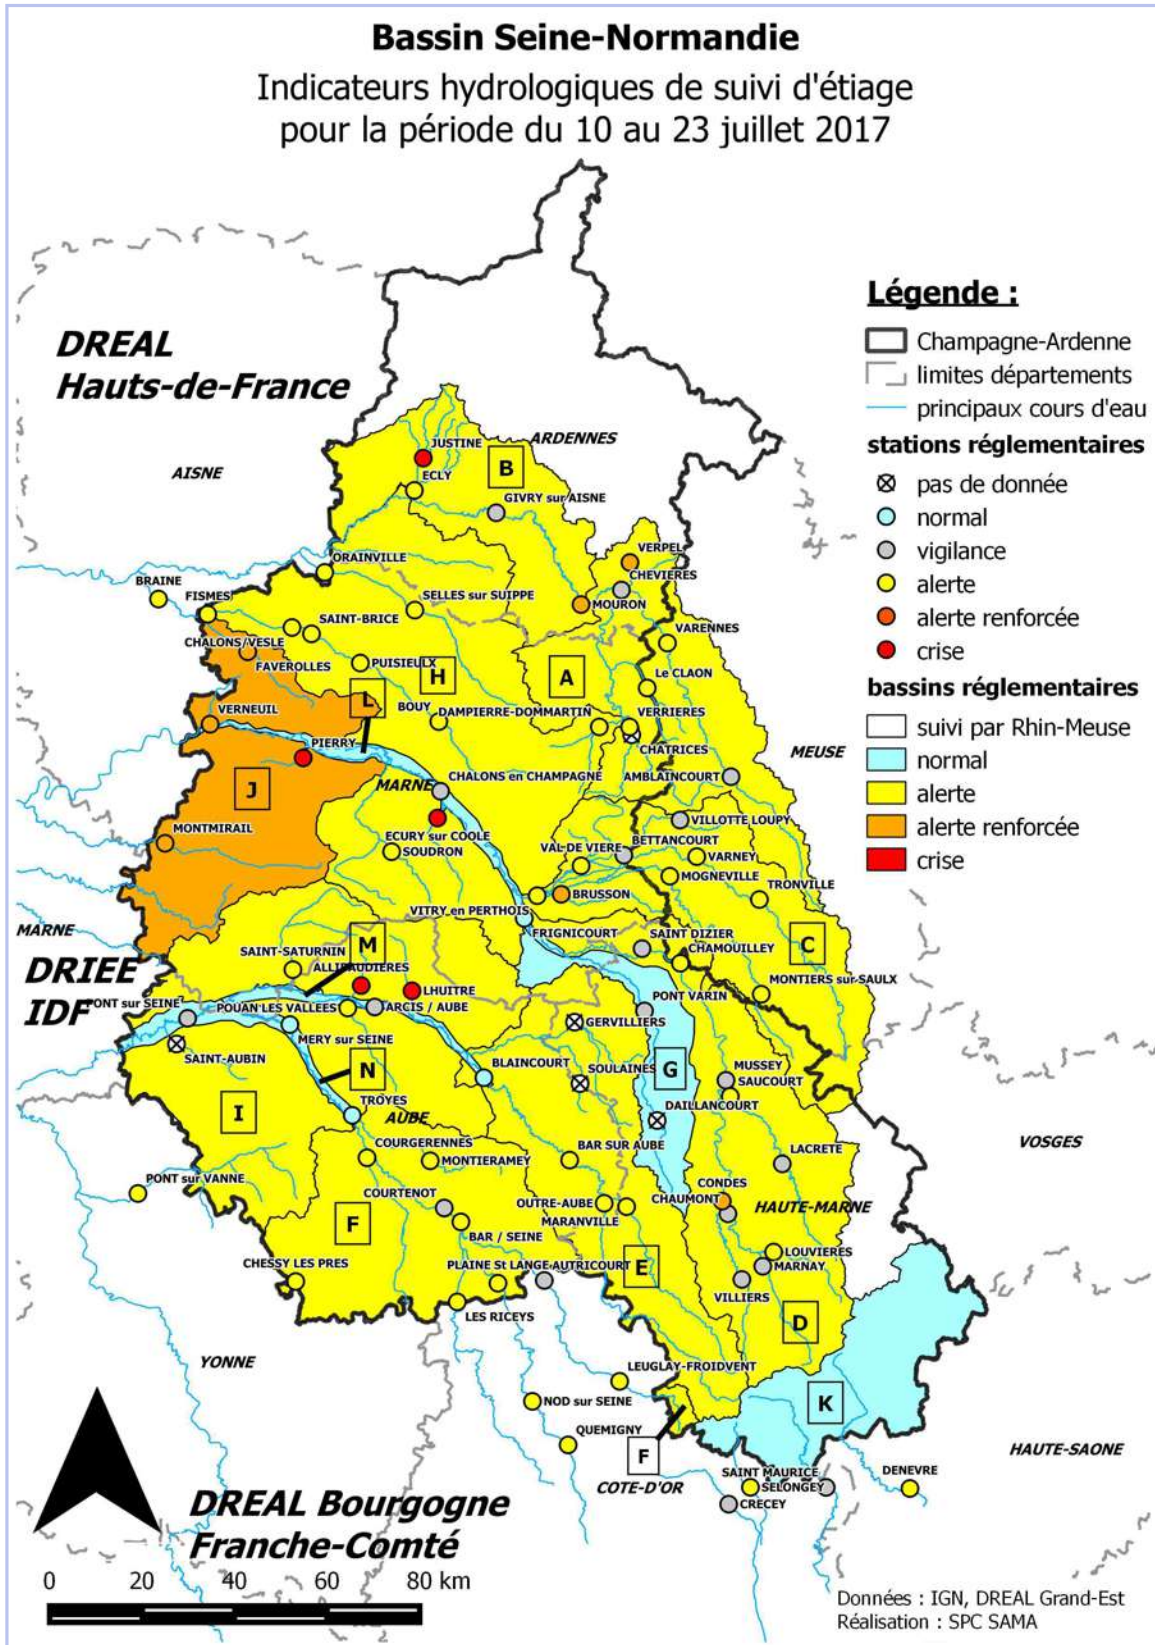 Bassin Seine-Normandie
Indicateurs hydrologiques de suivi d'étiage
pour la période du 10 au 23 juillet 2017
Légende :
Champagne-Ardenne
limites départements
principaux cours d'eau
stations réglementaires
pas de donnée
normal
vigilance
alerte
alerte renforcée
crise
bassins réglementaires
suivi par Rhin-Meuse
normal
alerte
alerte renforcée
crise
DREAL
Hauts-de-France
AISNE
ARDENNES
JUSTINE
B
ECLY
GIVRY sur AISNE
ORAINVILLE
VERPEL
CHEVIERES
BRAINE
FISMES
SELLES sur SUIPPE
MOURON
SAINT-BRICE
VARENNES
CHALONS/VESLE
FAVEROLLES
PUISIEULX
H
A
Le CLAON
L
BOUY
DAMPIERRE-DOMMARTIN
VERRIERES
VERNEUIL
PIERRY
CHATRICES
MEUSE
J
MARNE
CHALONS en CHAMPAGNE
AMBLAINCOURT
ECURY sur COOLE
VILLOTTE LOUPY
MONTMIRAIL
SOUDRON
BETTANCOURT
VAL DE VIERE
VARNEY
MOGNEVILLE
TRONVILLE
BRUSSON
VITRY en PERTHOIS
MARNE
FRIGNICOURT
SAINT DIZIER
C
DRIEE
IDF
SAINT-SATURNIN
M
CHAMOUILLEY
ALLIBAUDIERES
LHUITRE
MONTIERS sur SAULX
PONT sur SEINE
POUAN LES VALLEES
ARCIS / AUBE
PONT VARIN
GERVILLIERS
MERY sur SEINE
SAINT-AUBIN
N
BLAINCOURT
SOULAINES
G
MUSSEY
SAUCOURT
I
TROYES
AUBE
DAILLANCOURT
VOSGES
COURGERENNES
BAR SUR AUBE
LACRETE
MONTIERAMEY
PONT sur VANNE
COURTENOT
CONDES
OUTRE-AUBE
CHAUMONT
HAUTE-MARNE
MARANVILLE
F
BAR / SEINE
LOUVIERES
CHESSY LES PRES
PLAINE St LANGE
AUTRICOURT
E
MARNAY
VILLIERS
LES RICEYS
D
YONNE
LEUGLAY-FROIDVENT
NOD sur SEINE
K
QUEMIGNY
F
HAUTE-SAONE
COTE-D'OR
SAINT MAURICE
DENEVRE
SELONGEY
CRECEY
DREAL Bourgogne
Franche-Comté
0 20 40 60 80 km
Données : IGN, DREAL Grand-Est
Réalisation : SPC SAMA